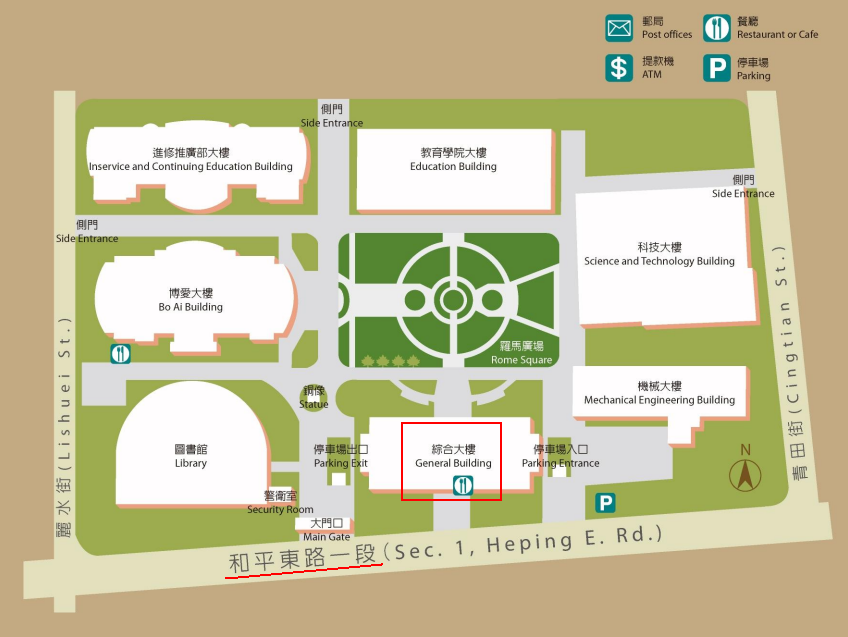 郵局
Post offices
餐廳
Restaurant or Cafe
$
提款機
ATM
P
停車場
Parking
側門
Side Entrance
進修推廣部大樓
Inservice and Continuing Education Building
教育學院大樓
Education Building
側門
Side Entrance
側門
Side Entrance
科技大樓
Science and Technology Building
博愛大樓
Bo Ai Building
羅馬廣場
Rome Square
銅像
Statue
機械大樓
Mechanical Engineering Building
圖書館
Library
停車場出口
Parking Exit
綜合大樓
General Building
停車場入口
Parking Entrance
N
警衛室
Security Room
P
大門口
Main Gate
麗水街(Lishuei St.)
青田街(Cingtian St.)
和平東路一段(Sec. 1, Heping E. Rd.)